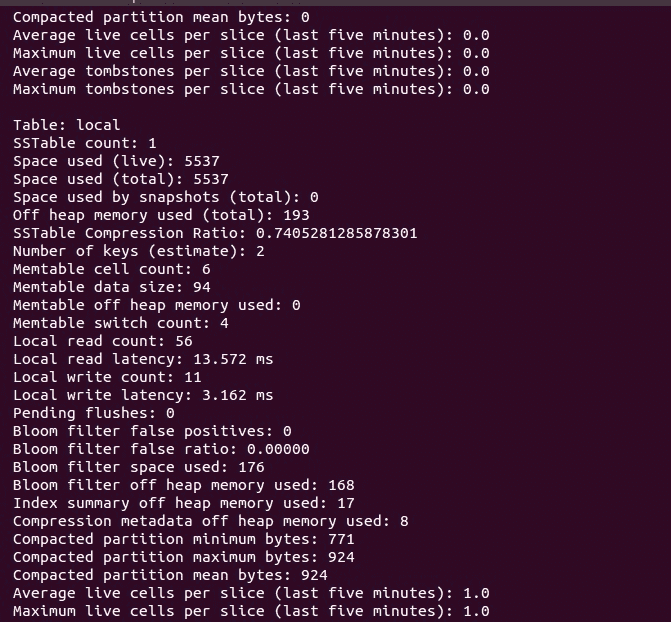 Compacted partition mean bytes: 0
Average live cells per slice (last five minutes): 0.0
Maximum live cells per slice (last five minutes): 0.0
Average tombstones per slice (last five minutes): 0.0
Maximum tombstones per slice (last five minutes): 0.0
Table: local
SSTable count: 1
Space used (live): 5537
Space used (total): 5537
Space used by snapshots (total): 0
Off heap memory used (total): 193
SSTable Compression Ratio: 0.7405281285878301
Number of keys (estimate): 2
Memtable cell count: 6
Memtable data size: 94
Memtable off heap memory used: 0
Memtable switch count: 4
Local read count: 56
Local read latency: 13.572 ms
Local write count: 11
Local write latency: 3.162 ms
Pending flushes: 0
Bloom filter false positives: 0
Bloom filter false ratio: 0.00000
Bloom filter space used: 176
Bloom filter off heap memory used: 168
Index summary off heap memory used: 17
Compression metadata off heap memory used: 8
Compacted partition minimum bytes: 771
Compacted partition maximum bytes: 924
Compacted partition mean bytes: 924
Average live cells per slice (last five minutes): 1.0
Maximum live cells per slice (last five minutes): 1.0